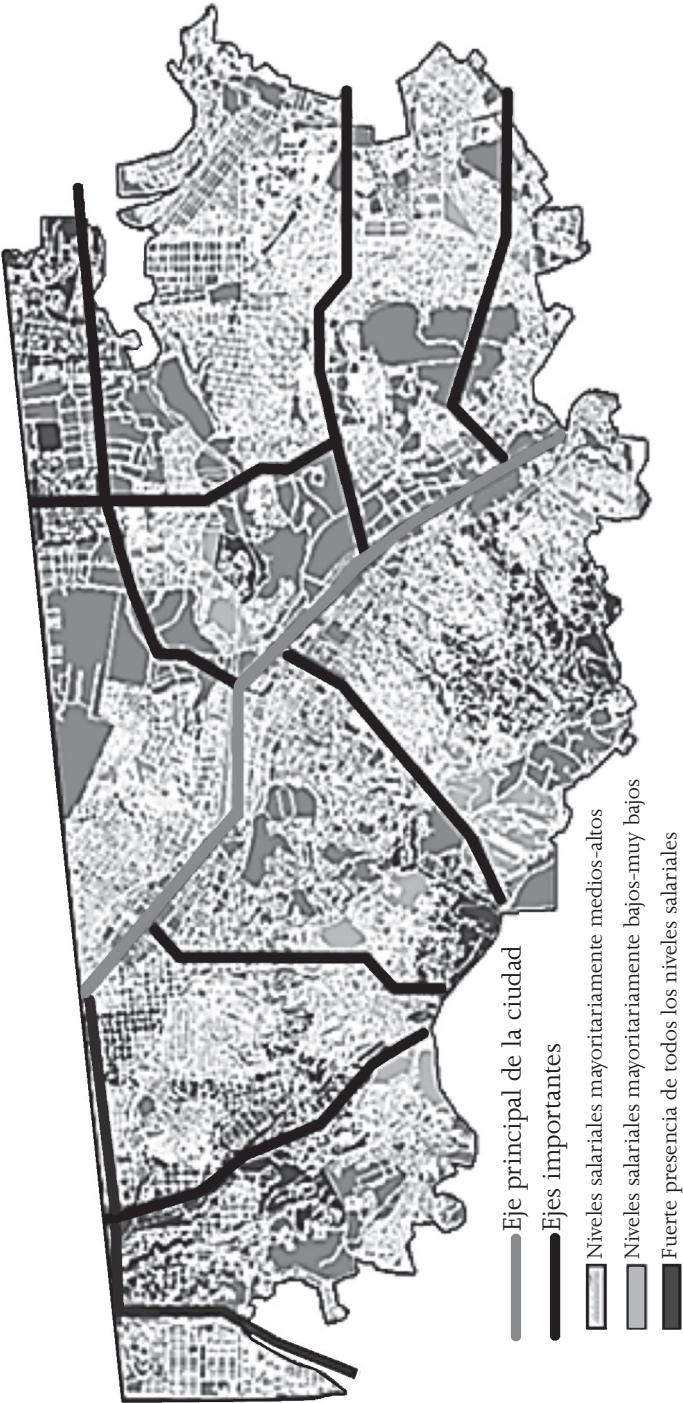 Eje principal de la ciudad
Ejes importantes
Niveles salariales mayoritariamente medios-altos
Niveles salariales mayoritariamente bajos-muy bajos
Fuerte presencia de todos los niveles salariales